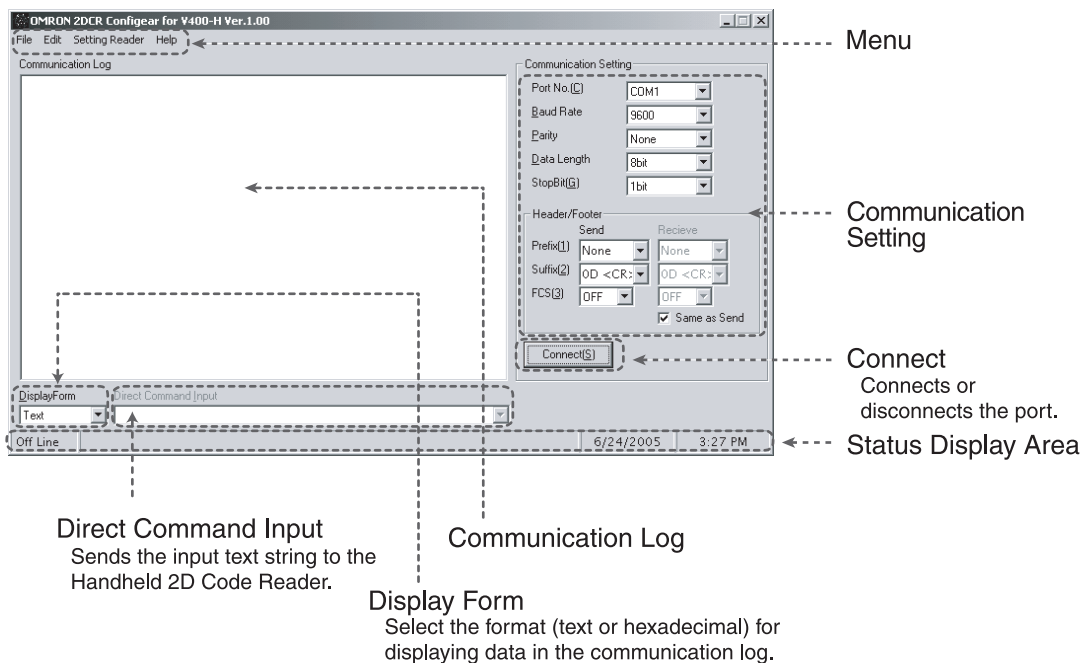 OMRON 2DCR Configear for V400-H Ver.1.00
File Edit Setting Reader Help
Menu
Communication Log
Communication Setting
Port No.(C) COM1
Baud Rate 9600
Parity None
Data Length 8bit
StopBit(G) 1bit
Header/Footer
Send Recieve
Prefix(1) None None
Suffix(2) 0D <CR> 0D <CR>
FCS(3) OFF OFF
Same as Send
Communication
Setting
Connect(S)
Connect
Connects or
disconnects the port.
DisplayForm Direct Command Input
Text
Off Line 6/24/2005 3:27 PM
Status Display Area
Direct Command Input
Sends the input text string to the
Handheld 2D Code Reader.
Communication Log
Display Form
Select the format (text or hexadecimal) for
displaying data in the communication log.